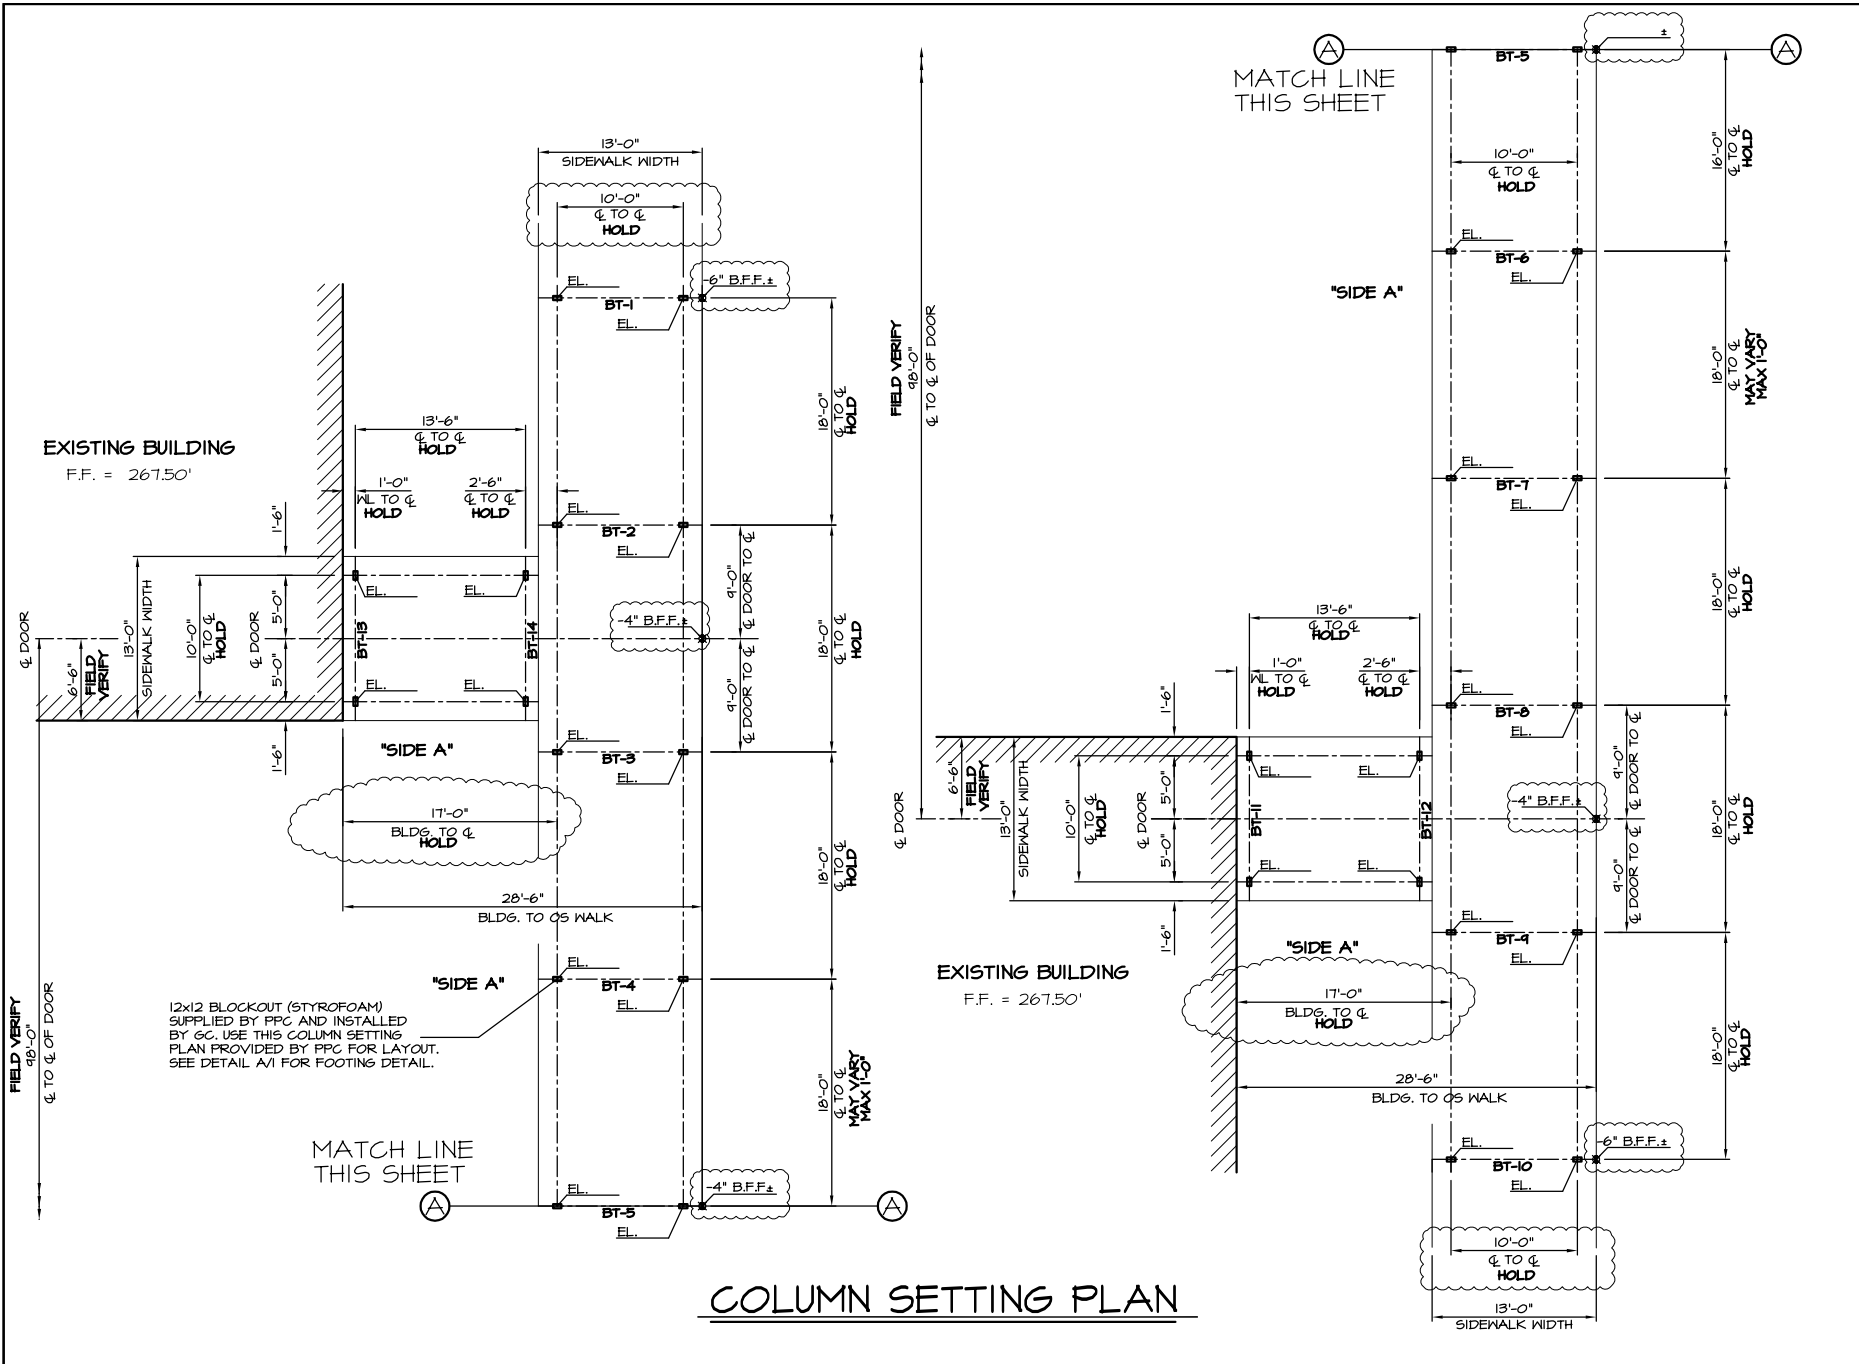 13'-0"
SIDEWALK WIDTH
10'-0"
℄ TO ℄
HOLD
EL.
-6" B.F.F.±
BT-1
EL.
18'-0"
℄ TO ℄
HOLD
EXISTING BUILDING
F.F. = 267.50'
13'-6"
℄ TO ℄
HOLD
1'-0"
WL TO ℄
HOLD
2'-6"
℄ TO ℄
HOLD
EL.
BT-2
EL.
1'-6"
13'-0"
SIDEWALK WIDTH
10'-0"
℄ TO ℄
HOLD
℄ DOOR
5'-0"
5'-0"
1'-6"
℄ DOOR
6'-6"
FIELD
VERIFY
EL.
EL.
BT-13
BT-14
EL.
EL.
-4" B.F.F.±
9'-0"
℄ DOOR TO ℄
9'-0"
℄ DOOR TO ℄
18'-0"
℄ TO ℄
HOLD
"SIDE A"
EL.
BT-3
EL.
17'-0"
BLDG. TO ℄
HOLD
18'-0"
℄ TO ℄
HOLD
28'-6"
BLDG. TO OS WALK
"SIDE A"
EL.
BT-4
EL.
12x12 BLOCKOUT (STYROFOAM)
SUPPLIED BY PPC AND INSTALLED
BY GC. USE THIS COLUMN SETTING
PLAN PROVIDED BY PPC FOR LAYOUT.
SEE DETAIL A/1 FOR FOOTING DETAIL.
FIELD VERIFY
98'-0"
℄ TO ℄ OF DOOR
18'-0"
℄ TO ℄
MAY VARY
MAX 1'-0"
MATCH LINE
THIS SHEET
A
EL.
BT-5
EL.
-4" B.F.F±
A
A
MATCH LINE
THIS SHEET
BT-5
±
A
16'-0"
℄ TO ℄
HOLD
10'-0"
℄ TO ℄
HOLD
EL.
BT-6
EL.
"SIDE A"
FIELD VERIFY
98'-0"
℄ TO ℄ OF DOOR
18'-0"
℄ TO ℄
MAY VARY
MAX 1'-0"
EL.
BT-7
EL.
18'-0"
℄ TO ℄
HOLD
13'-6"
℄ TO ℄
HOLD
1'-0"
WL TO ℄
HOLD
2'-6"
℄ TO ℄
HOLD
EL.
BT-8
EL.
1'-6"
℄ DOOR
6'-6"
FIELD
VERIFY
13'-0"
SIDEWALK WIDTH
10'-0"
℄ TO ℄
HOLD
℄ DOOR
5'-0"
5'-0"
1'-6"
EL.
EL.
BT-11
BT-12
EL.
EL.
-4" B.F.F.±
9'-0"
℄ DOOR TO ℄
9'-0"
℄ DOOR TO ℄
18'-0"
℄ TO ℄
HOLD
EL.
BT-9
EL.
"SIDE A"
EXISTING BUILDING
F.F. = 267.50'
17'-0"
BLDG. TO ℄
HOLD
18'-0"
℄ TO ℄
HOLD
28'-6"
BLDG. TO OS WALK
EL.
BT-10
EL.
-6" B.F.F.±
10'-0"
℄ TO ℄
HOLD
13'-0"
SIDEWALK WIDTH
COLUMN SETTING PLAN